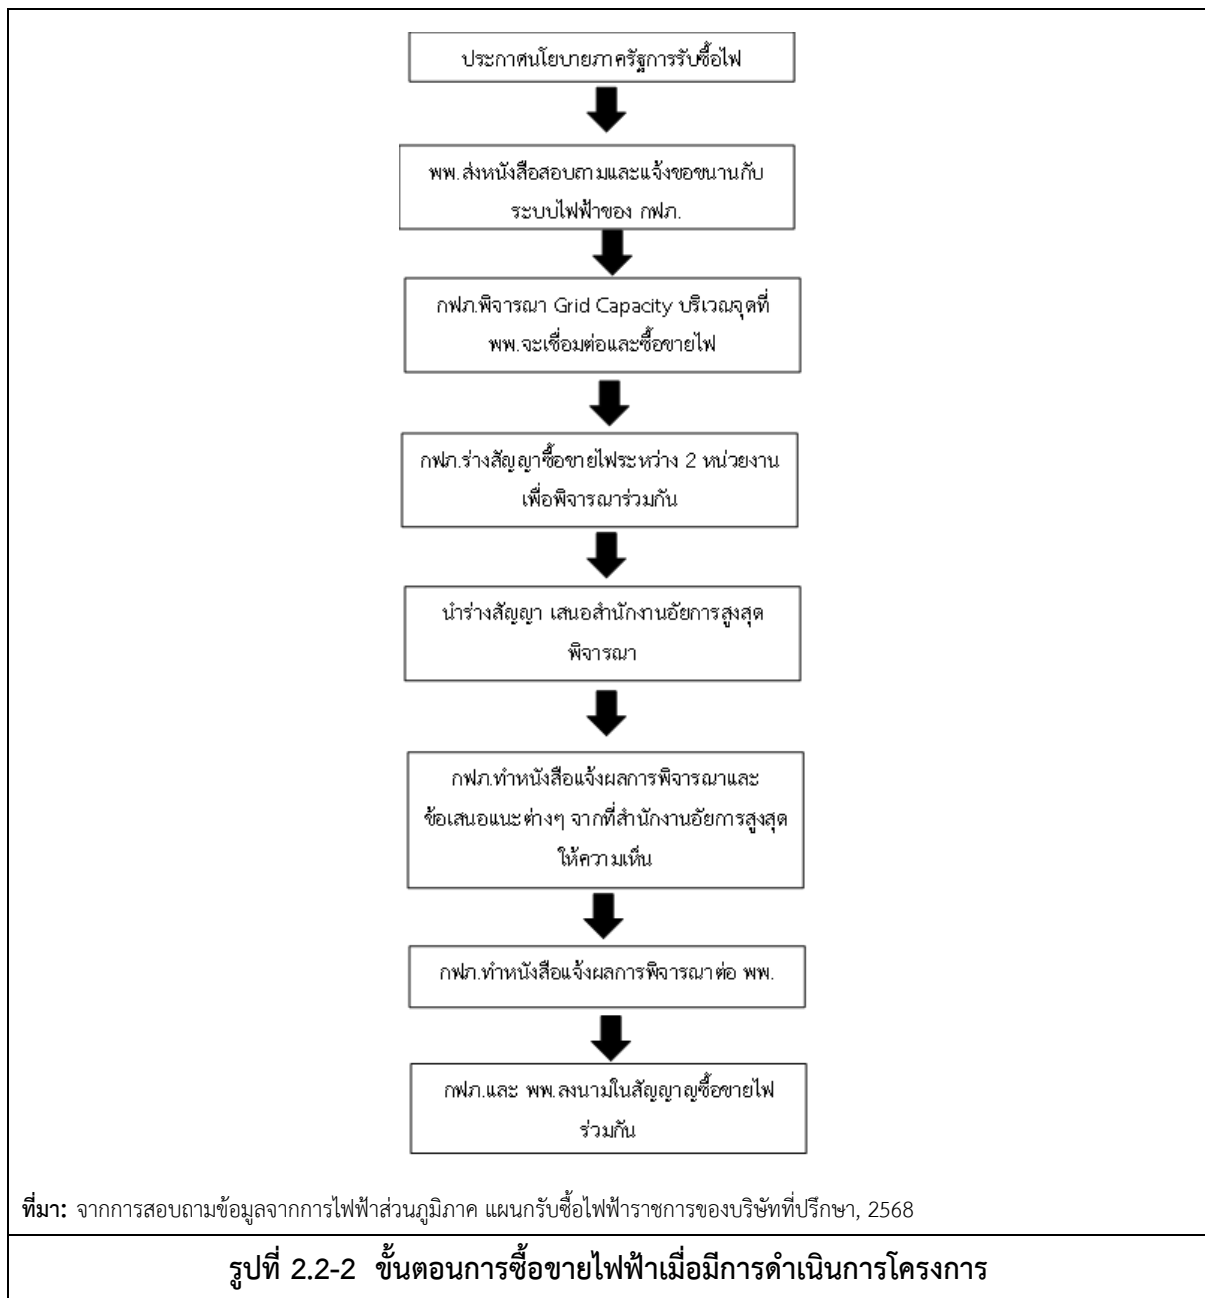 ประกาศนโยบายภาครัฐการรับซื้อไฟ
พพ.ส่งหนังสือสอบถามและแจ้งขอขนานกับ
ระบบไฟฟ้าของ กฟภ.
กฟภ.พิจารณา Grid Capacity บริเวณจุดที่
พพ.จะเชื่อมต่อและซื้อขายไฟ
กฟภ.ร่างสัญญาซื้อขายไฟระหว่าง 2 หน่วยงาน
เพื่อพิจารณาร่วมกัน
นำร่างสัญญา เสนอสำนักงานอัยการสูงสุด
พิจารณา
กฟภ.ทำหนังสือแจ้งผลการพิจารณาและ
ข้อเสนอแนะต่างๆ จากที่สำนักงานอัยการสูงสุด
ให้ความเห็น
กฟภ.ทำหนังสือแจ้งผลการพิจารณาต่อ พพ.
กฟภ.และ พพ.ลงนามในสัญญาญซื้อขายไฟ
ร่วมกัน
ที่มา: จากการสอบถามข้อมูลจากการไฟฟ้าส่วนภูมิภาค แผนกรับซื้อไฟฟ้าราชการของบริษัทที่ปรึกษา, 2568
รูปที่ 2.2-2 ขั้นตอนการซื้อขายไฟฟ้าเมื่อมีการดำเนินการโครงการ